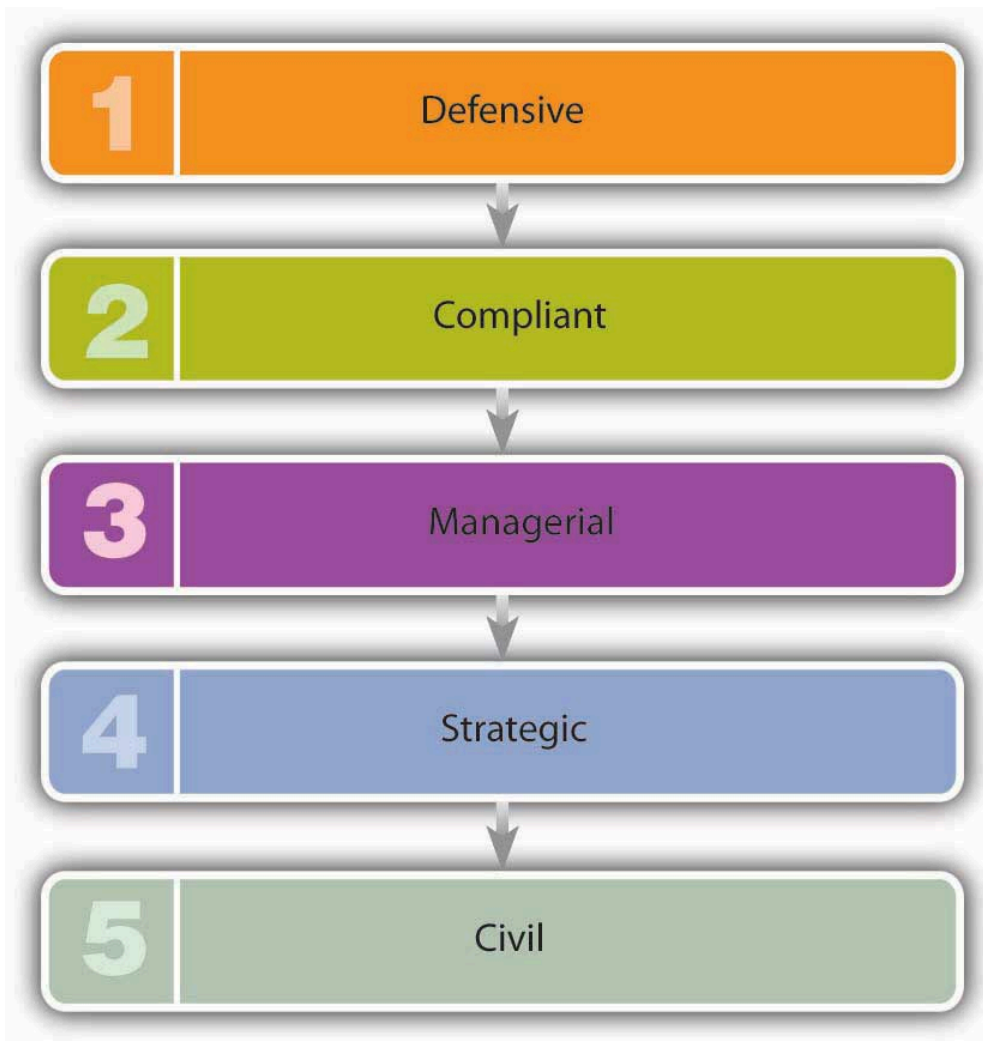 1 Defensive
2 Compliant
3 Managerial
4 Strategic
5 Civil